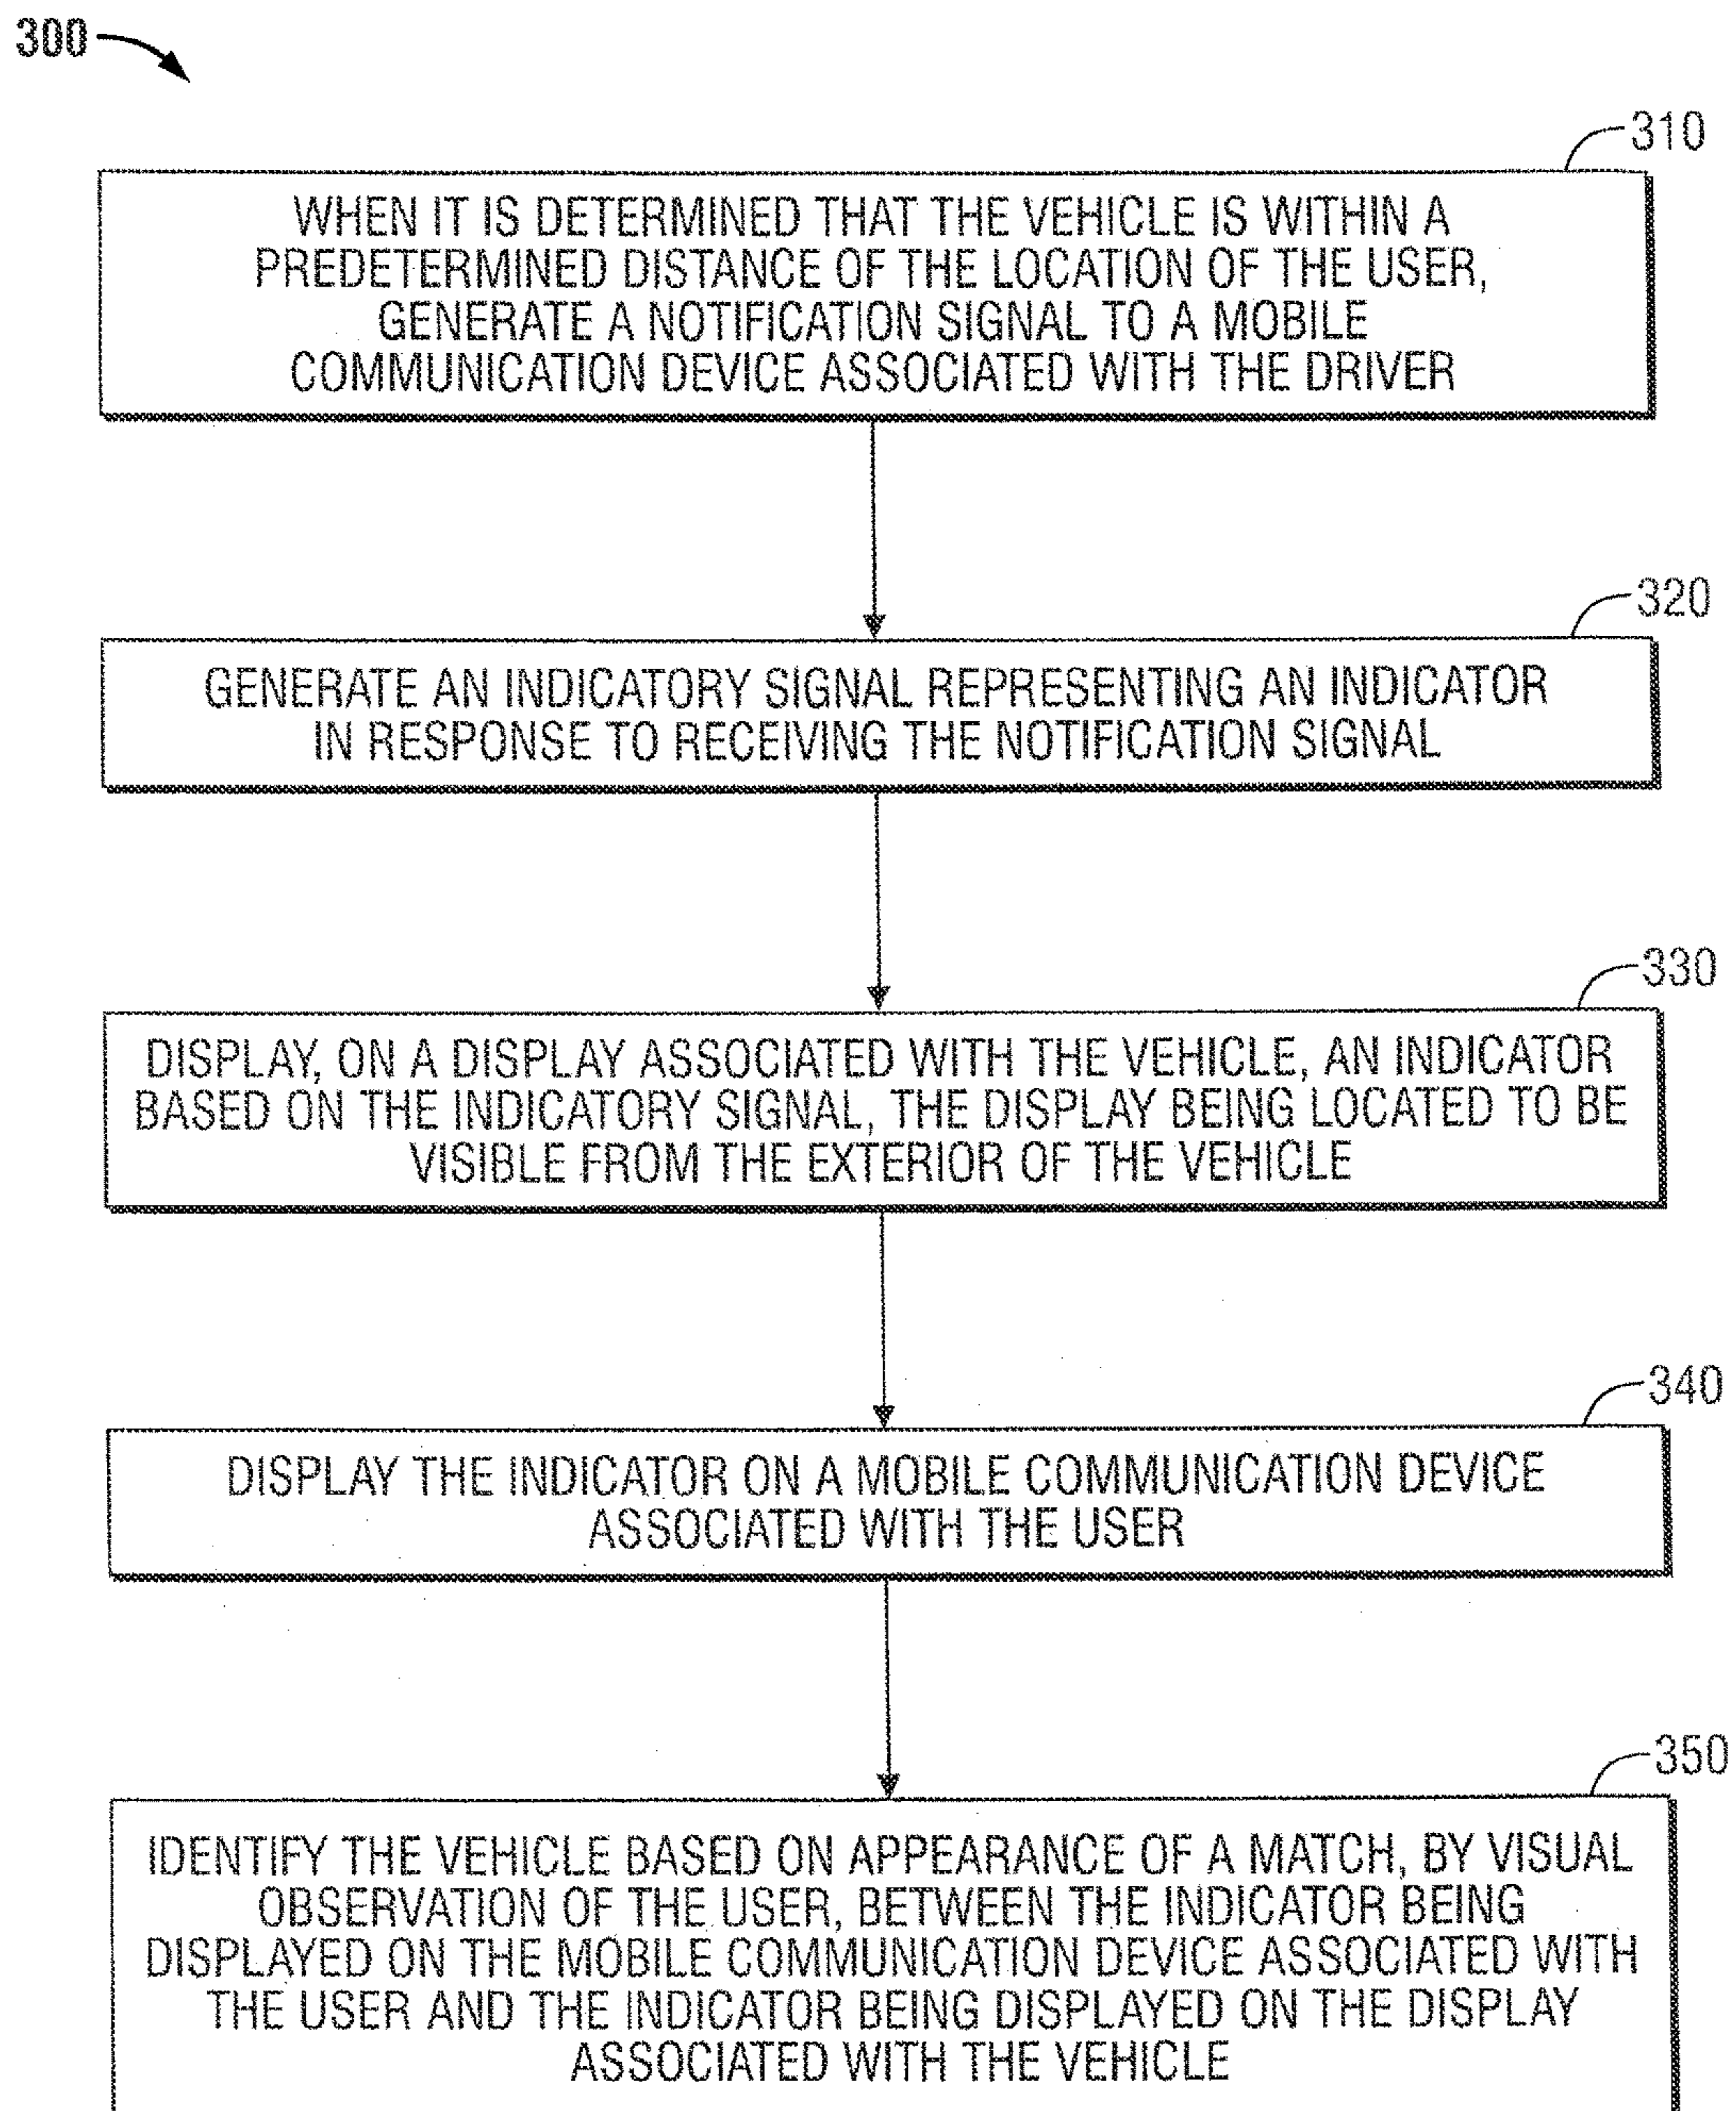 300
310
WHEN IT IS DETERMINED THAT THE VEHICLE IS WITHIN A
PREDETERMINED DISTANCE OF THE LOCATION OF THE USER,
GENERATE A NOTIFICATION SIGNAL TO A MOBILE
COMMUNICATION DEVICE ASSOCIATED WITH THE DRIVER
320
GENERATE AN INDICATORY SIGNAL REPRESENTING AN INDICATOR
IN RESPONSE TO RECEIVING THE NOTIFICATION SIGNAL
330
DISPLAY, ON A DISPLAY ASSOCIATED WITH THE VEHICLE, AN INDICATOR
BASED ON THE INDICATORY SIGNAL, THE DISPLAY BEING LOCATED TO BE
VISIBLE FROM THE EXTERIOR OF THE VEHICLE
340
DISPLAY THE INDICATOR ON A MOBILE COMMUNICATION DEVICE
ASSOCIATED WITH THE USER
350
IDENTIFY THE VEHICLE BASED ON APPEARANCE OF A MATCH, BY VISUAL
OBSERVATION OF THE USER, BETWEEN THE INDICATOR BEING
DISPLAYED ON THE MOBILE COMMUNICATION DEVICE ASSOCIATED WITH
THE USER AND THE INDICATOR BEING DISPLAYED ON THE DISPLAY
ASSOCIATED WITH THE VEHICLE